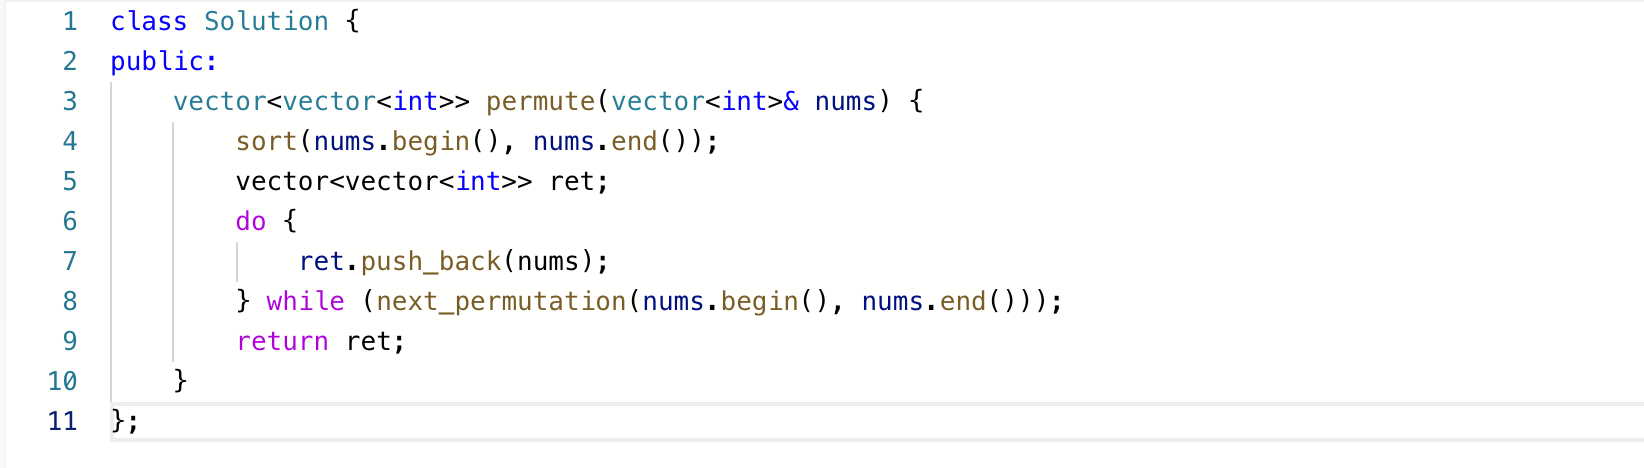 1 class Solution {
2 public:
3     vector<vector<int>> permute(vector<int>& nums) {
4         sort(nums.begin(), nums.end());
5         vector<vector<int>> ret;
6         do {
7             ret.push_back(nums);
8         } while (next_permutation(nums.begin(), nums.end()));
9         return ret;
10     }
11 };